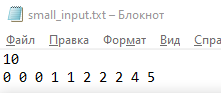 small_input.txt – Блокнот
Файл Правка Формат Вид Спра
10
0 0 0 1 1 2 2 2 4 5